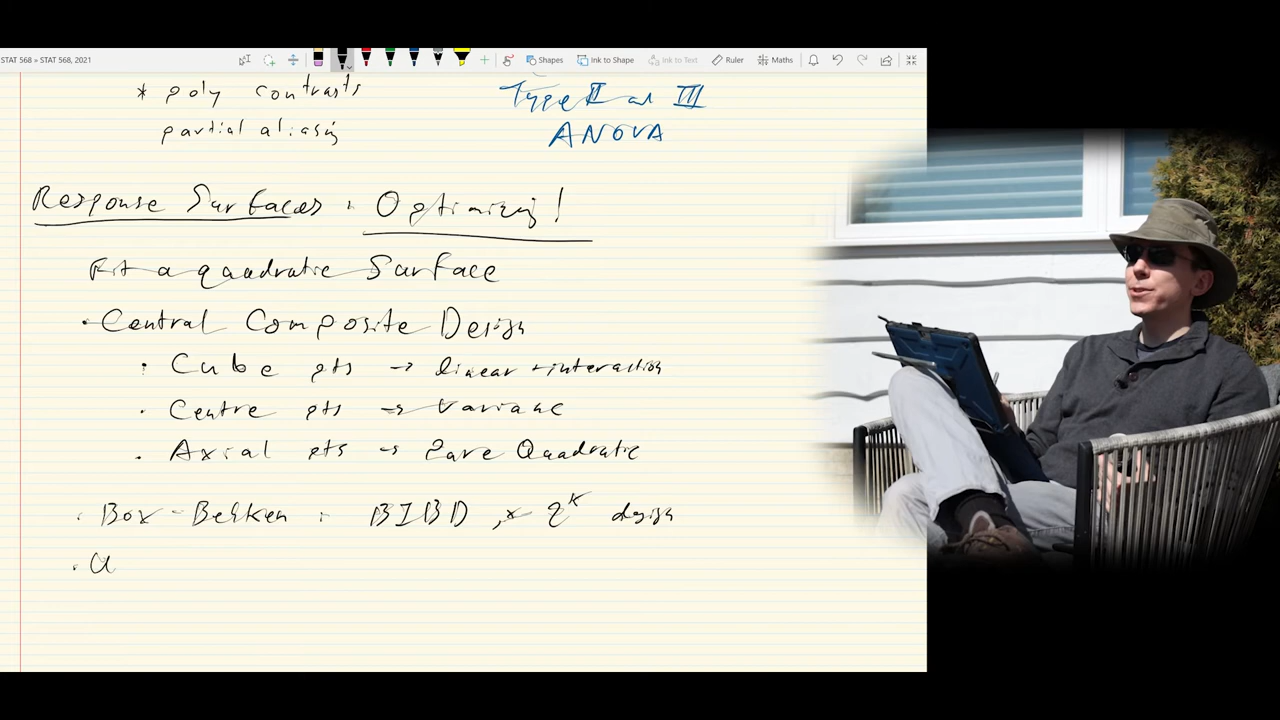 STAT 568 » STAT 568, 2021
Shapes Ink to Shape Ink to Text Ruler Maths
* poly contrasts
partial aliasing
Type II or III
ANOVA
Response Surfaces : Optimizing!
Fit a quadratic Surface
· Central Composite Design
· Cube pts → linear + interaction
· Centre pts → Variance
· Axial pts → Pure Quadratic
· Box-Behken : BIBD × 2^k design
· U